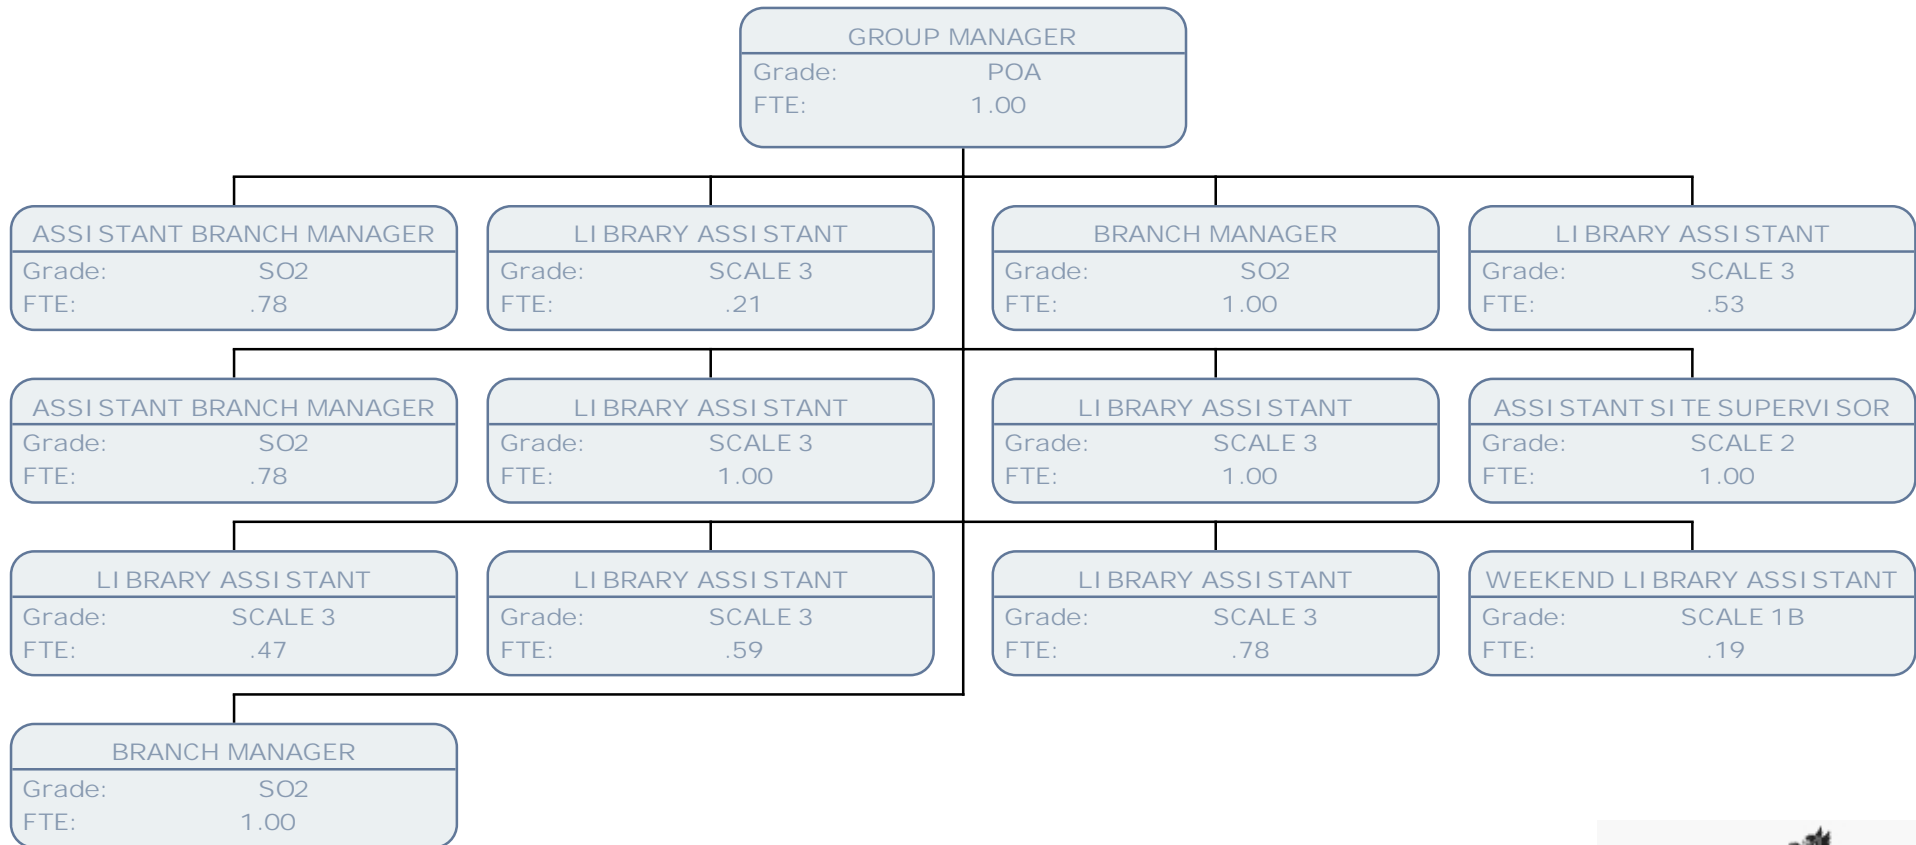 GROUP MANAGER
Grade: POA
FTE: 1.00
ASSISTANT BRANCH MANAGER
Grade: SO2
FTE: .78
LIBRARY ASSISTANT
Grade: SCALE 3
FTE: .21
BRANCH MANAGER
Grade: SO2
FTE: 1.00
LIBRARY ASSISTANT
Grade: SCALE 3
FTE: .53
ASSISTANT BRANCH MANAGER
Grade: SO2
FTE: .78
LIBRARY ASSISTANT
Grade: SCALE 3
FTE: 1.00
LIBRARY ASSISTANT
Grade: SCALE 3
FTE: 1.00
ASSISTANT SITE SUPERVISOR
Grade: SCALE 2
FTE: 1.00
LIBRARY ASSISTANT
Grade: SCALE 3
FTE: .47
LIBRARY ASSISTANT
Grade: SCALE 3
FTE: .59
LIBRARY ASSISTANT
Grade: SCALE 3
FTE: .78
WEEKEND LIBRARY ASSISTANT
Grade: SCALE 1B
FTE: .19
BRANCH MANAGER
Grade: SO2
FTE: 1.00